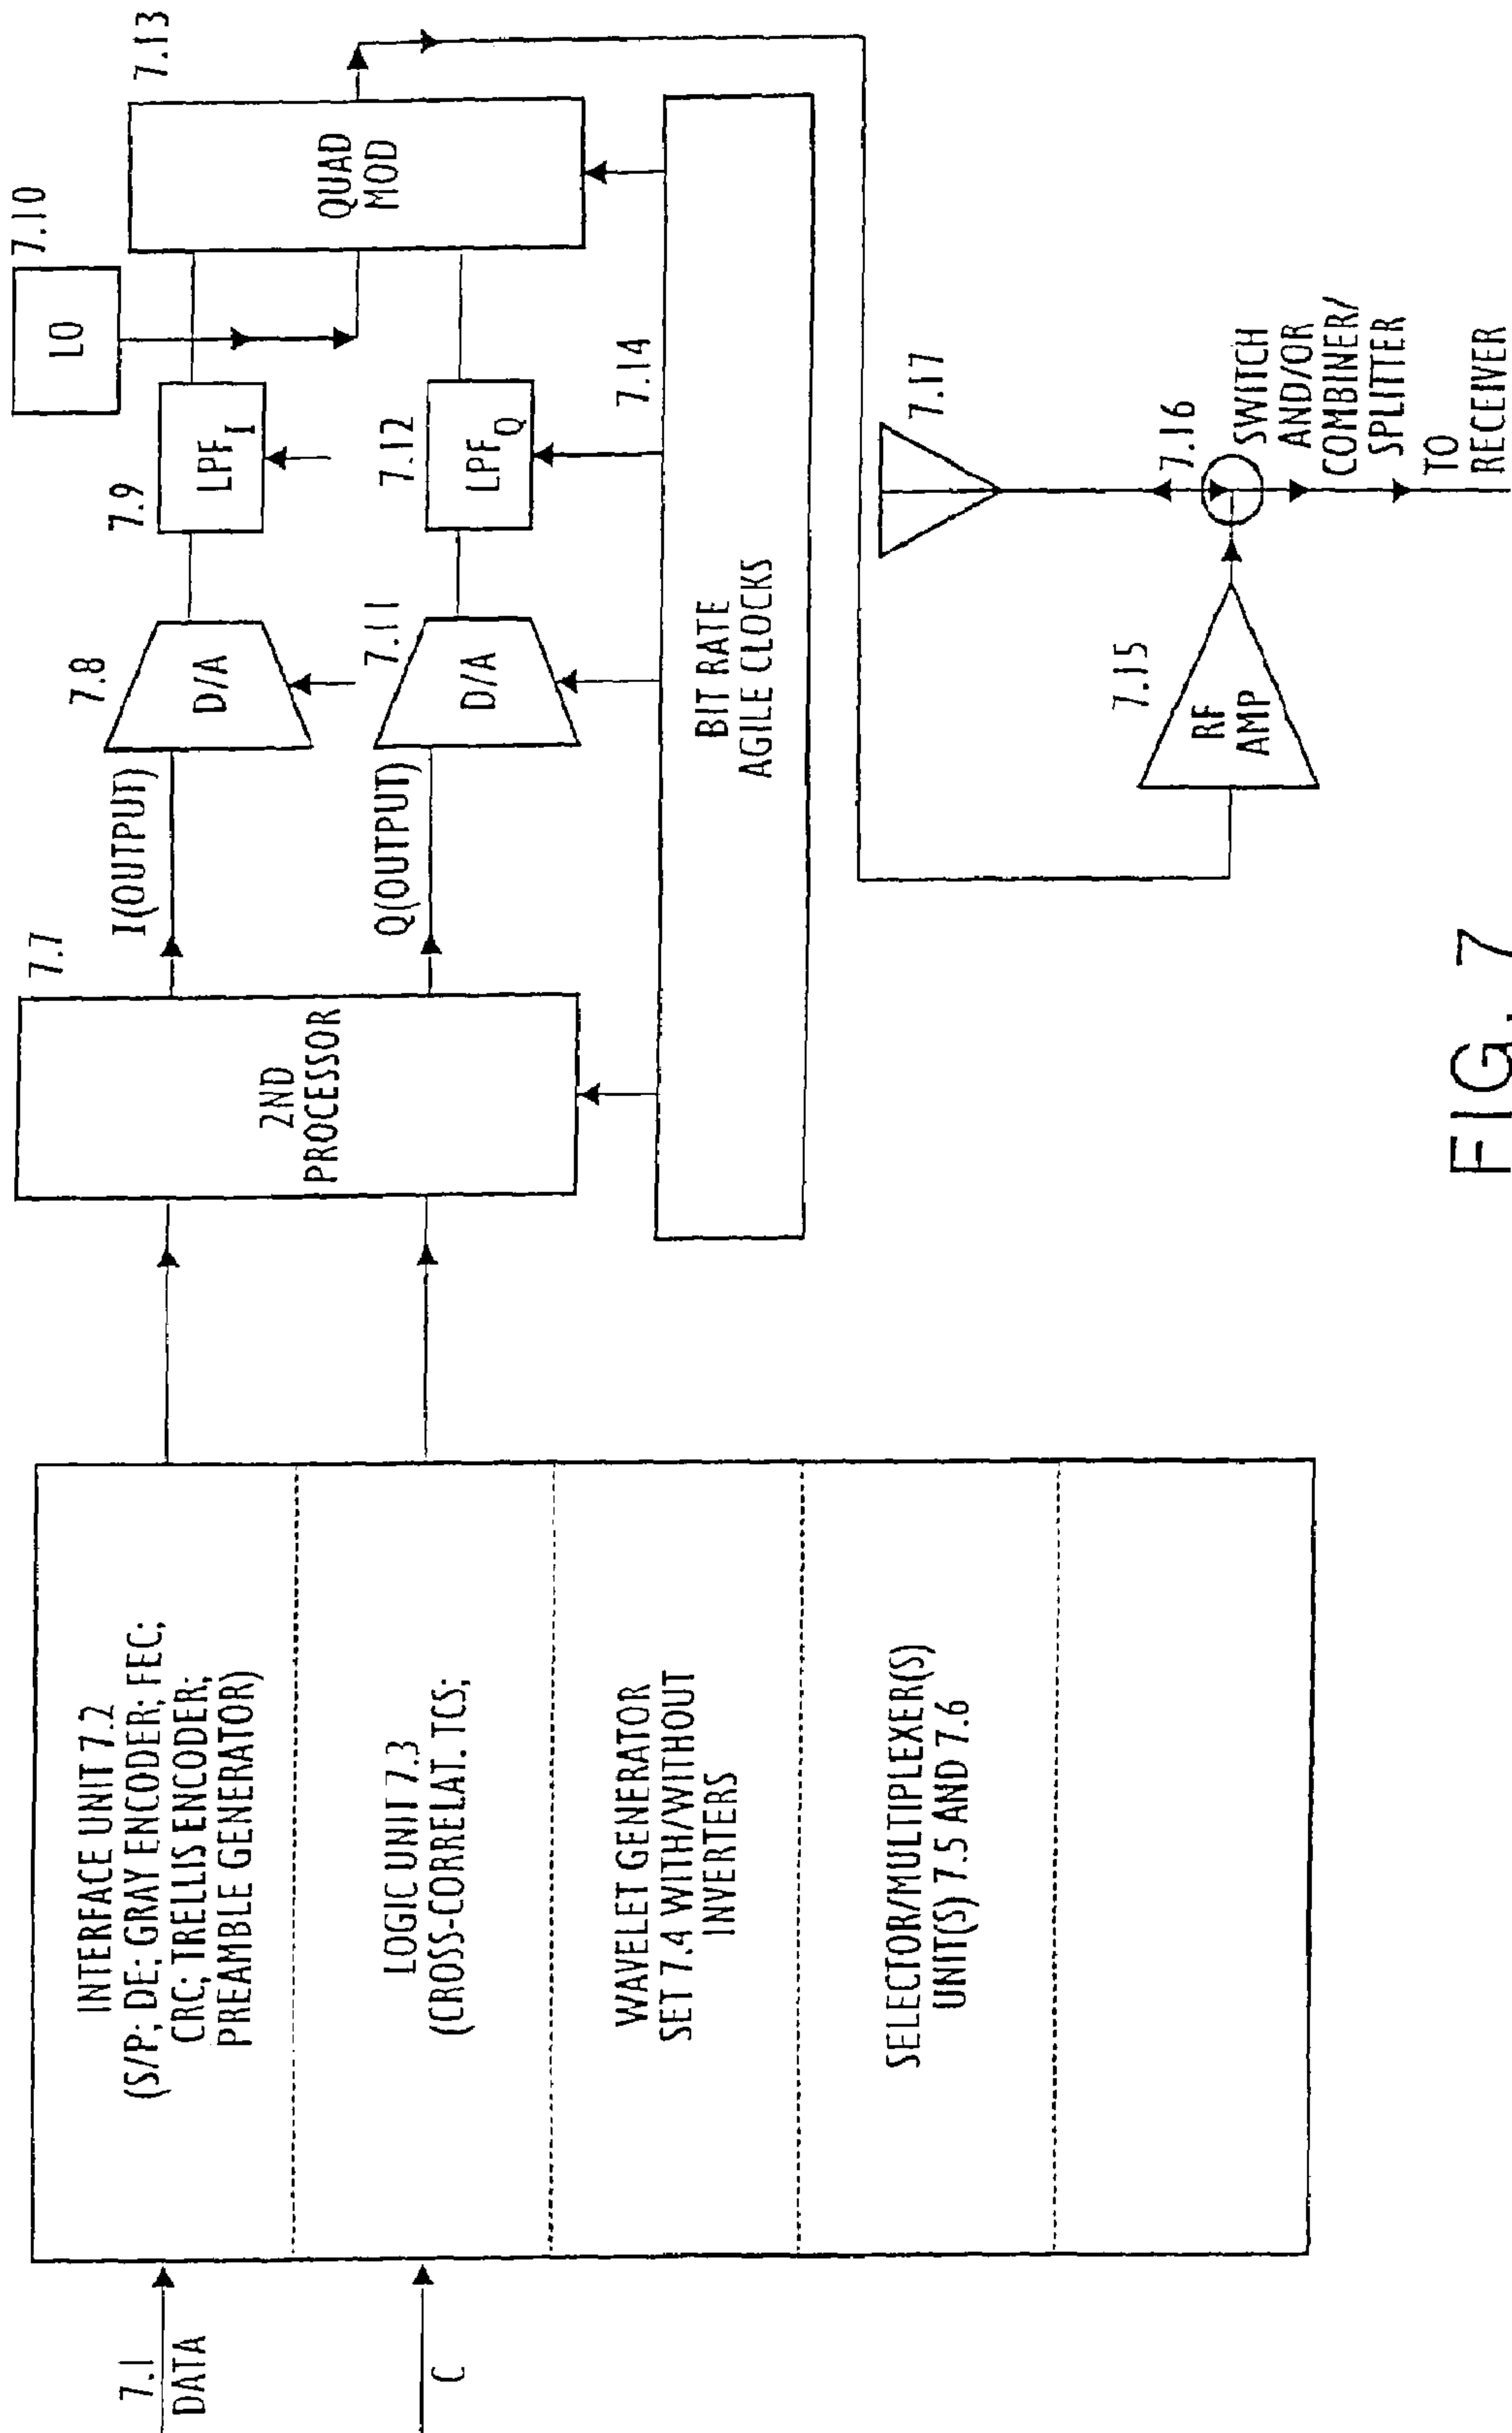 7.1
DATA
C
INTERFACE UNIT 7.2
(S/P; DE; GRAY ENCODER; FEC;
CRC; TRELLIS ENCODER;
PREAMBLE GENERATOR)
LOGIC UNIT 7.3
(CROSS-CORRELAT. TCS;
WAVELET GENERATOR
SET 7.4 WITH/WITHOUT
INVERTERS
SELECTOR/MULTIPLEXER(S)
UNIT(S) 7.5 AND 7.6
7.7
2ND
PROCESSOR
I(OUTPUT)
Q(OUTPUT)
7.8
D/A
7.11
D/A
7.9
LPF I
7.12
LPF Q
7.10
LO
7.13
QUAD
MOD
7.14
BIT RATE
AGILE CLOCKS
7.15
RF
AMP
7.17
7.16
SWITCH
AND/OR
COMBINER/
SPLITTER
TO
RECEIVER
FIG. 7